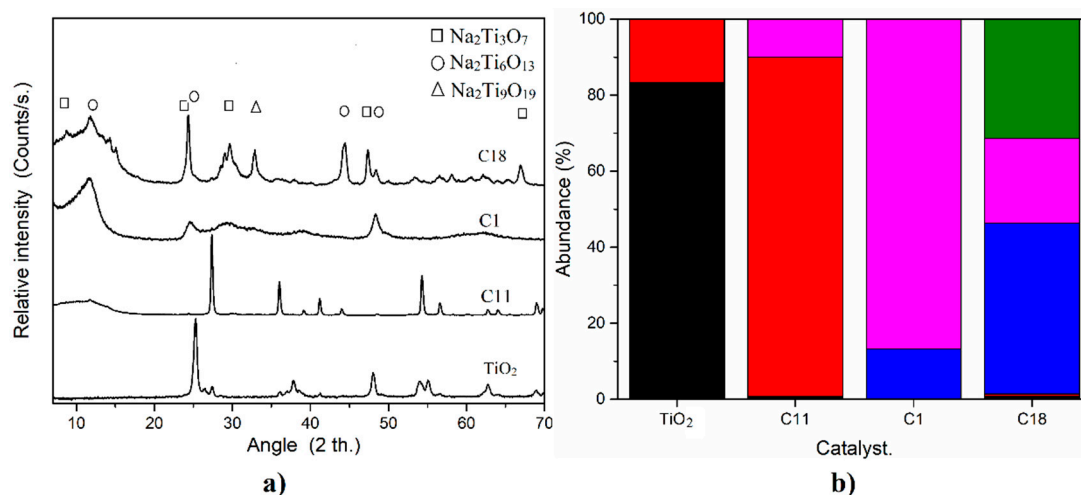 □ Na₂Ti₃O₇
○ Na₂Ti₆O₁₃
△ Na₂Ti₉O₁₉
C18
C1
C11
TiO₂
Relative intensity (Counts/s.)
10 20 30 40 50 60 70
Angle (2 th.)
a)
100
80
60
40
20
0
Abundance (%)
TiO₂ C11 C1 C18
Catalyst.
b)